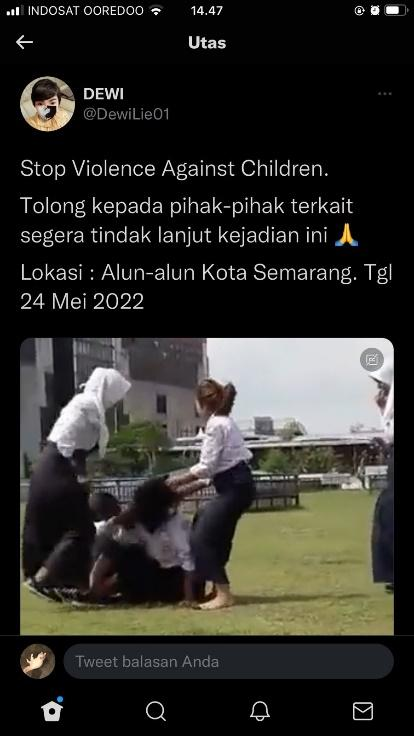 INDOSAT OOREDOO
14.47
Utas
DEWI
@DewiLie01
Stop Violence Against Children.
Tolong kepada pihak-pihak terkait
segera tindak lanjut kejadian ini 🙏
Lokasi : Alun-alun Kota Semarang. Tgl
24 Mei 2022
Tweet balasan Anda